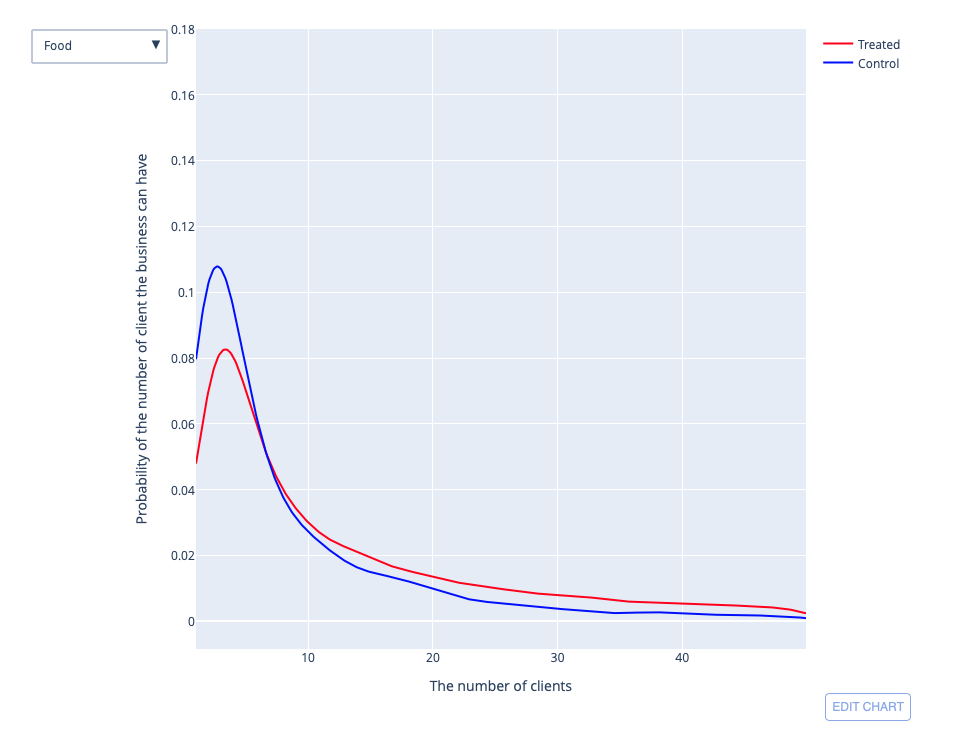 Food ▼
Treated
Control
0.18
0.16
0.14
0.12
0.1
0.08
0.06
0.04
0.02
0
Probability of the number of client the business can have
10 20 30 40
The number of clients
EDIT CHART